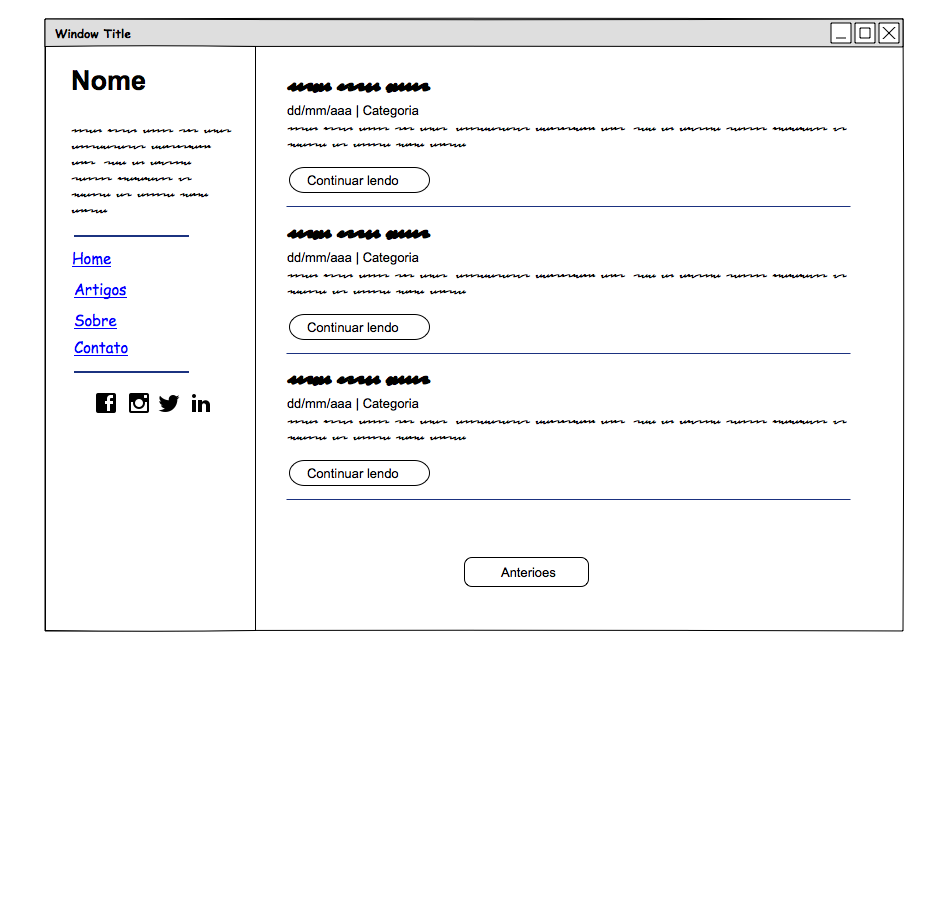 Window Title
Nome
Home
Artigos
Sobre
Contato
dd/mm/aaa | Categoria
Continuar lendo
dd/mm/aaa | Categoria
Continuar lendo
dd/mm/aaa | Categoria
Continuar lendo
Anterioes